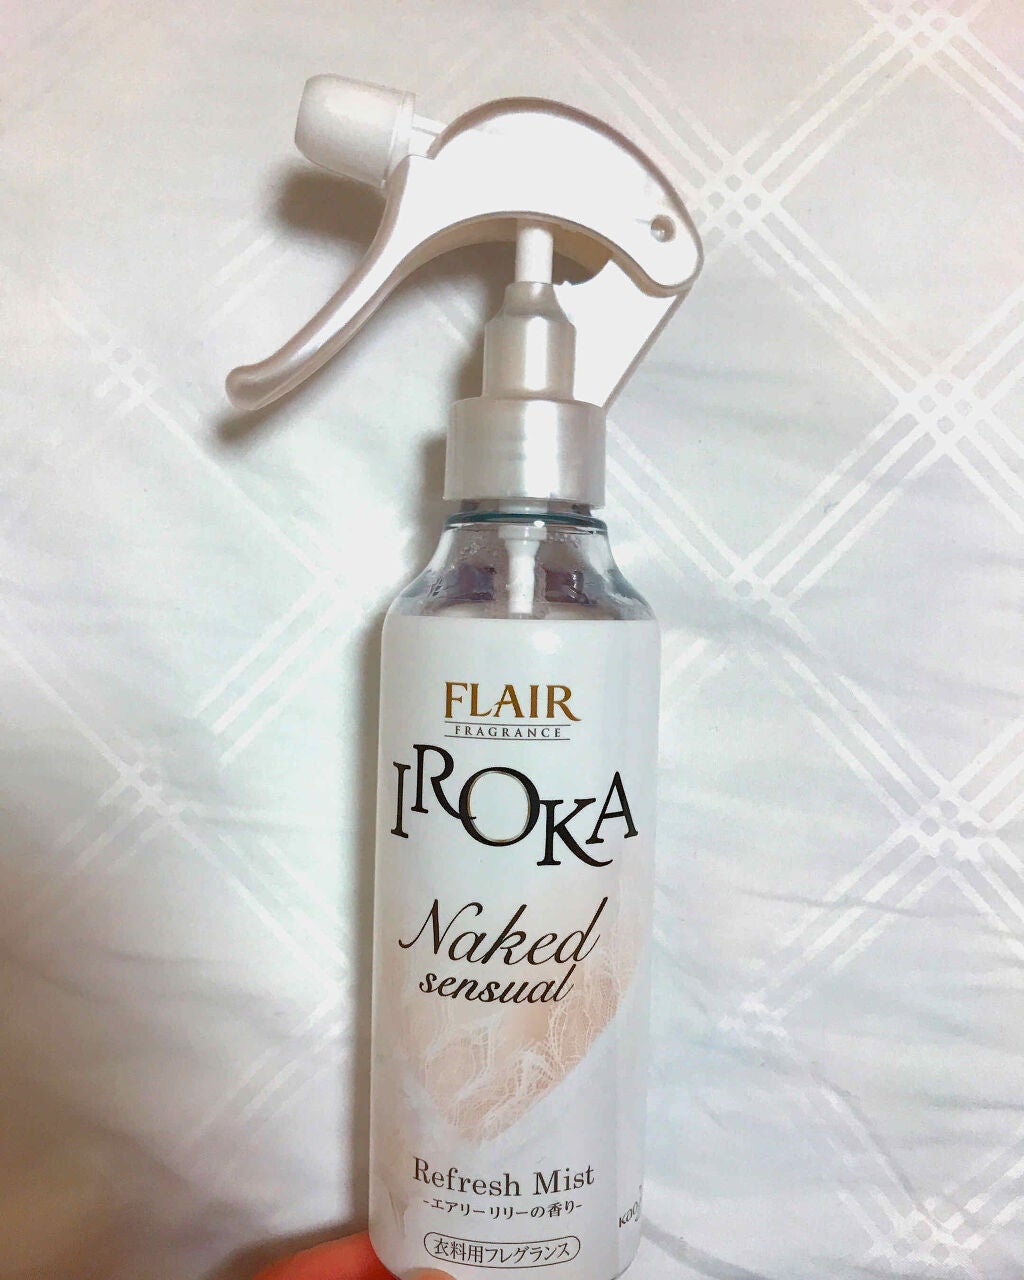 FLAIR
FRAGRANCE
IROKA
Naked
sensual
Refresh Mist
-エアリーリリーの香り-
衣料用フレグランス